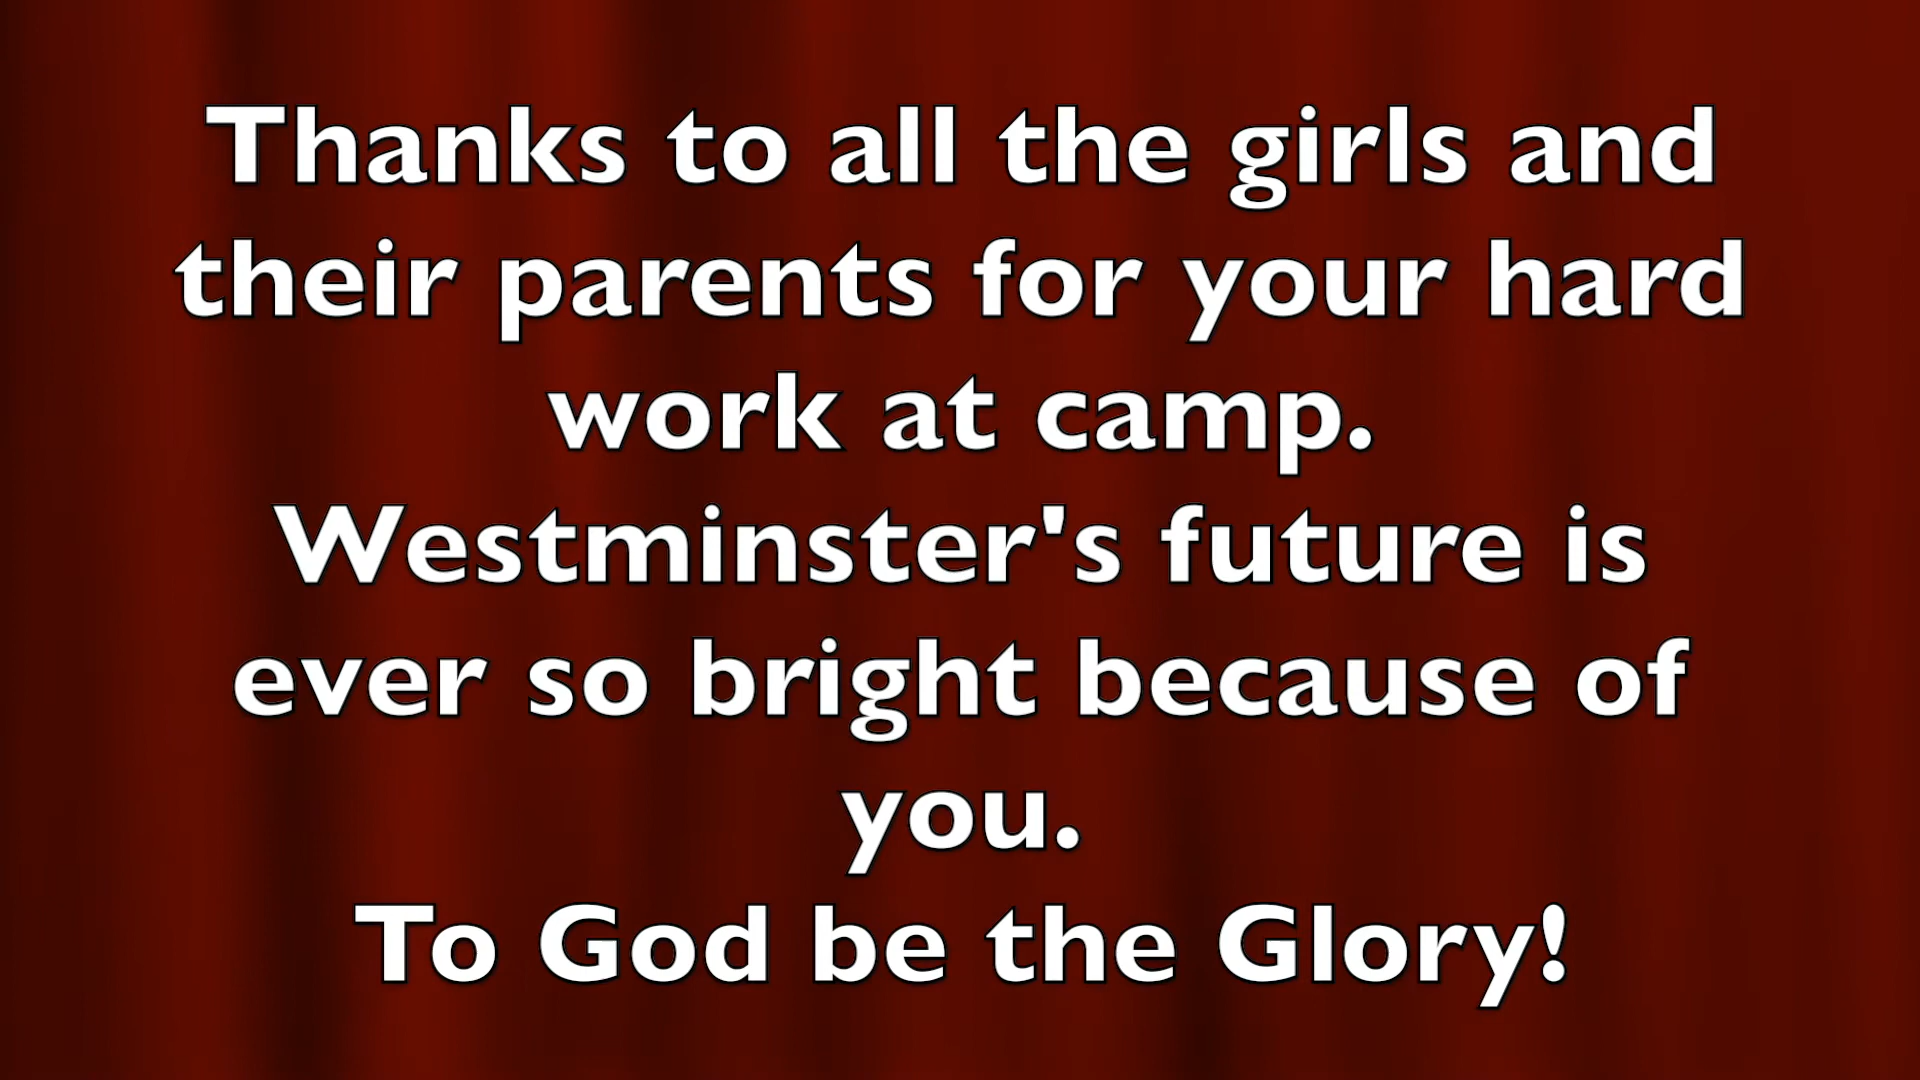 Thanks to all the girls and
their parents for your hard
work at camp.
Westminster's future is
ever so bright because of
you.
To God be the Glory!